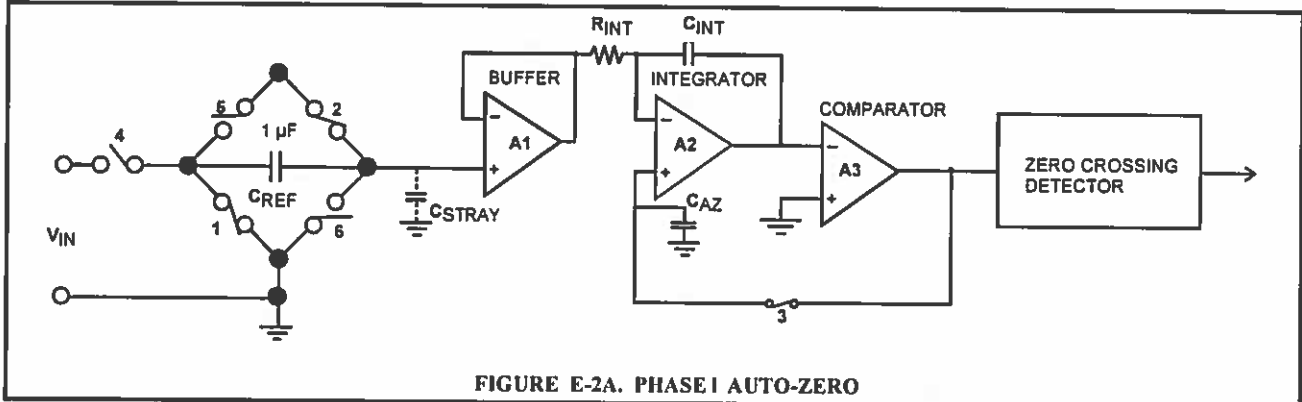 RINT
CINT
BUFFER
INTEGRATOR
COMPARATOR
5
2
1 µF
4
CREF
A1
A2
A3
ZERO CROSSING
DETECTOR
CSTRAY
CAZ
VIN
1
6
3
−
+
−
+
−
+
FIGURE E-2A. PHASE I AUTO-ZERO